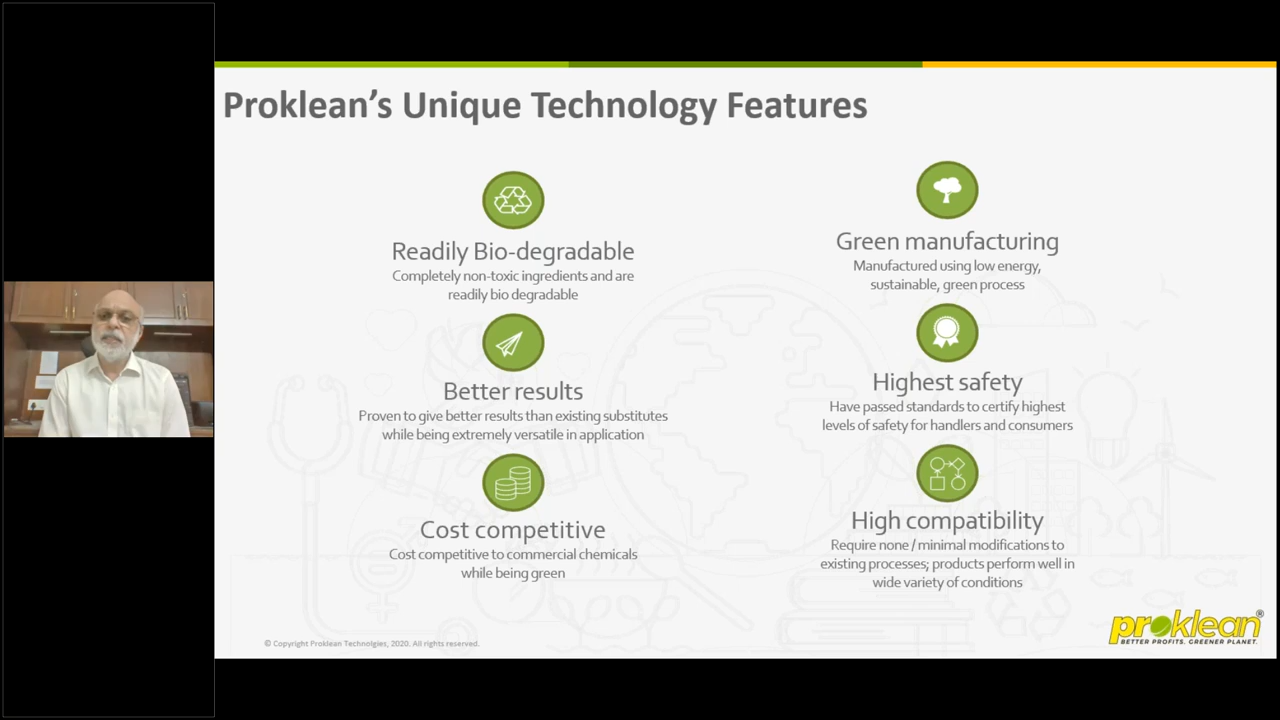 Proklean's Unique Technology Features
Readily Bio-degradable
Completely non-toxic ingredients and are
readily bio degradable
Better results
Proven to give better results than existing substitutes
while being extremely versatile in application
Cost competitive
Cost competitive to commercial chemicals
while being green
Green manufacturing
Manufactured using low energy,
sustainable, green process
Highest safety
Have passed standards to certify highest
levels of safety for handlers and consumers
High compatibility
Require none / minimal modifications to
existing processes; products perform well in
wide variety of conditions
© Copyright Proklean Technolgies, 2020. All rights reserved.
proklean®
BETTER PROFITS. GREENER PLANET.